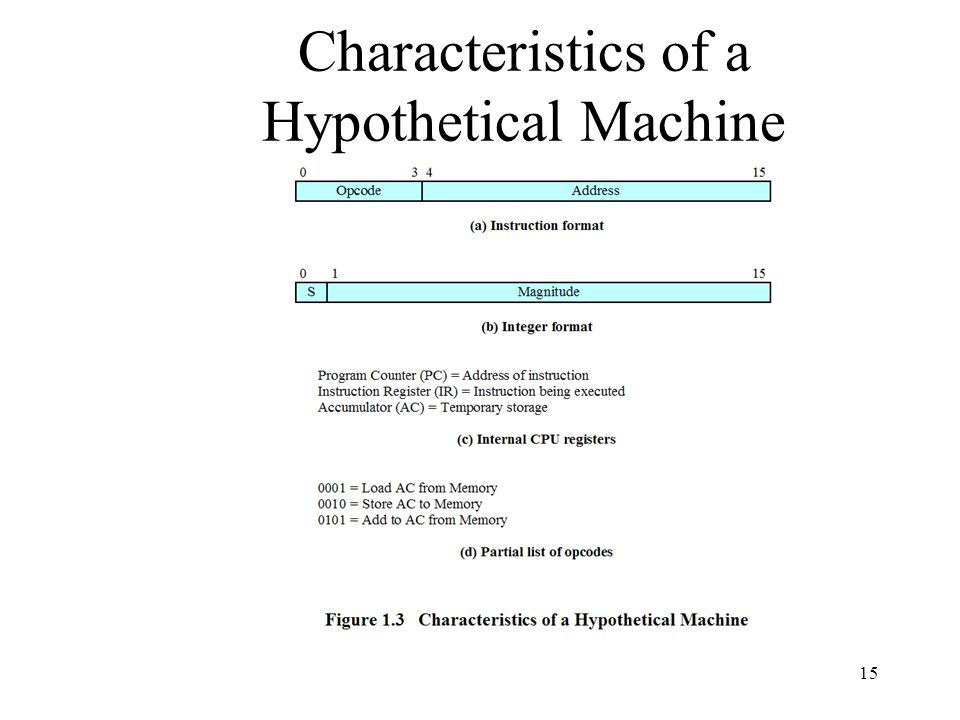 Characteristics of a
Hypothetical Machine
0 3 4 15
Opcode Address
(a) Instruction format
0 1 15
S Magnitude
(b) Integer format
Program Counter (PC) = Address of instruction
Instruction Register (IR) = Instruction being executed
Accumulator (AC) = Temporary storage
(c) Internal CPU registers
0001 = Load AC from Memory
0010 = Store AC to Memory
0101 = Add to AC from Memory
(d) Partial list of opcodes
Figure 1.3 Characteristics of a Hypothetical Machine
15